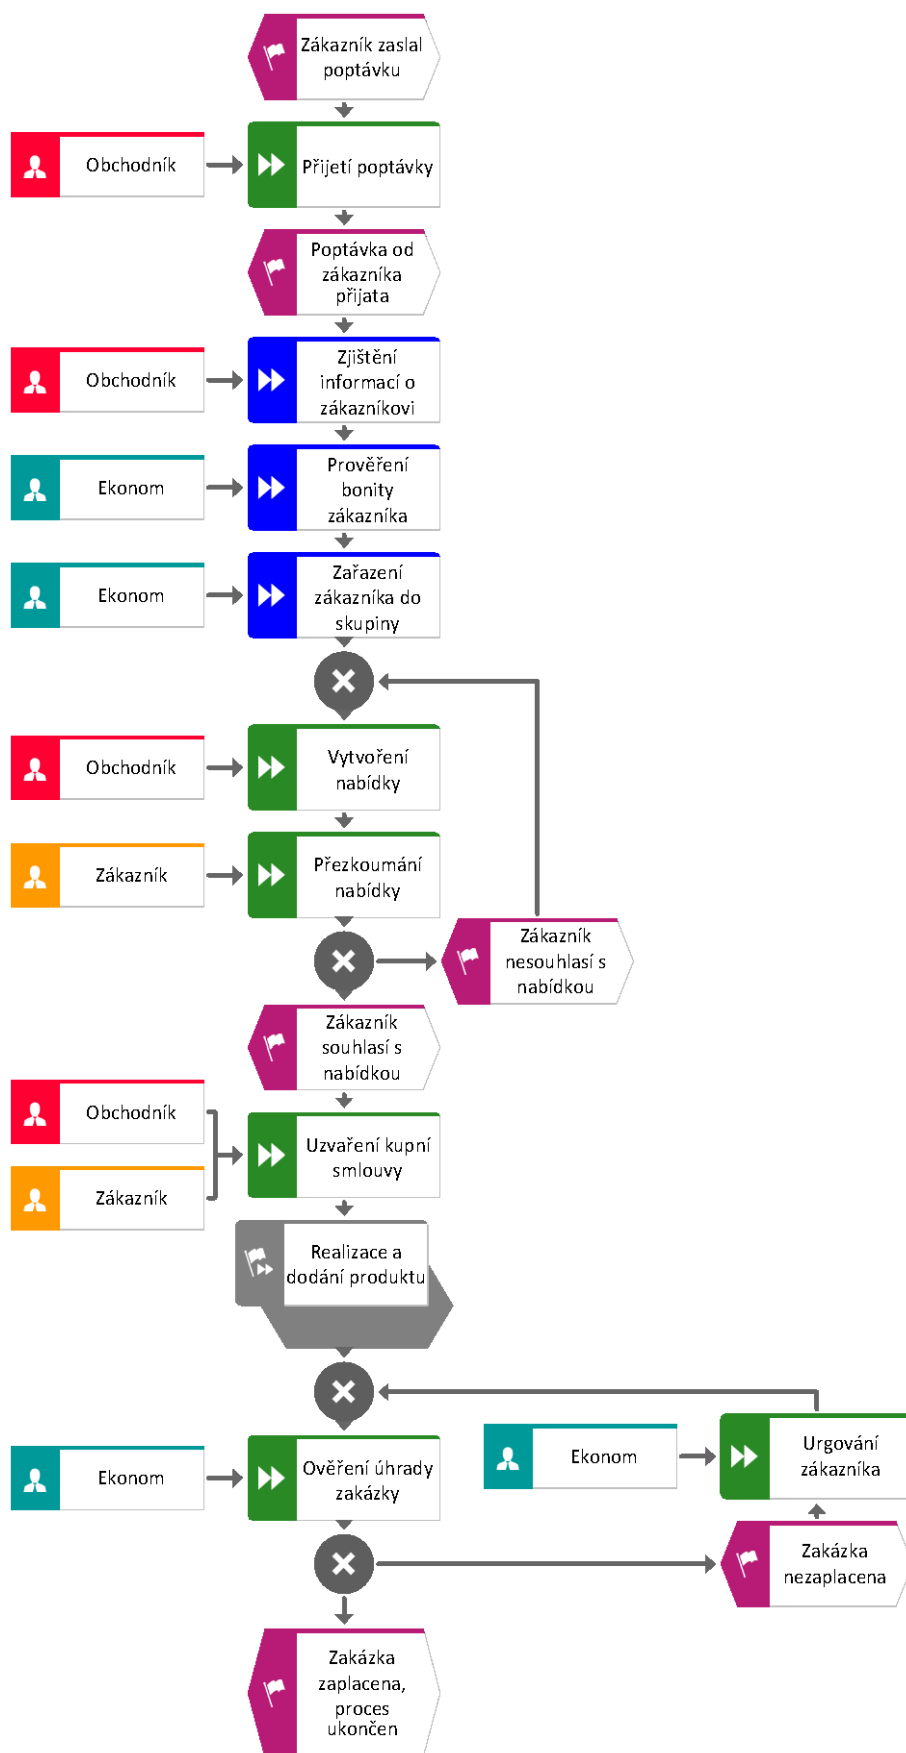 Zákazník zaslal
poptávku
Obchodník
Přijetí poptávky
Poptávka od
zákazníka
přijata
Obchodník
Zjištění
informací o
zákazníkovi
Ekonom
Prověření
bonity
zákazníka
Ekonom
Zařazení
zákazníka do
skupiny
Obchodník
Vytvoření
nabídky
Zákazník
Přezkoumání
nabídky
Zákazník
nesouhlasí s
nabídkou
Zákazník
souhlasí s
nabídkou
Obchodník
Zákazník
Uzvaření kupní
smlouvy
Realizace a
dodání produktu
Ekonom
Ověření úhrady
zakázky
Ekonom
Urgování
zákazníka
Zakázka
nezaplacena
Zakázka
zaplacena,
proces
ukončen